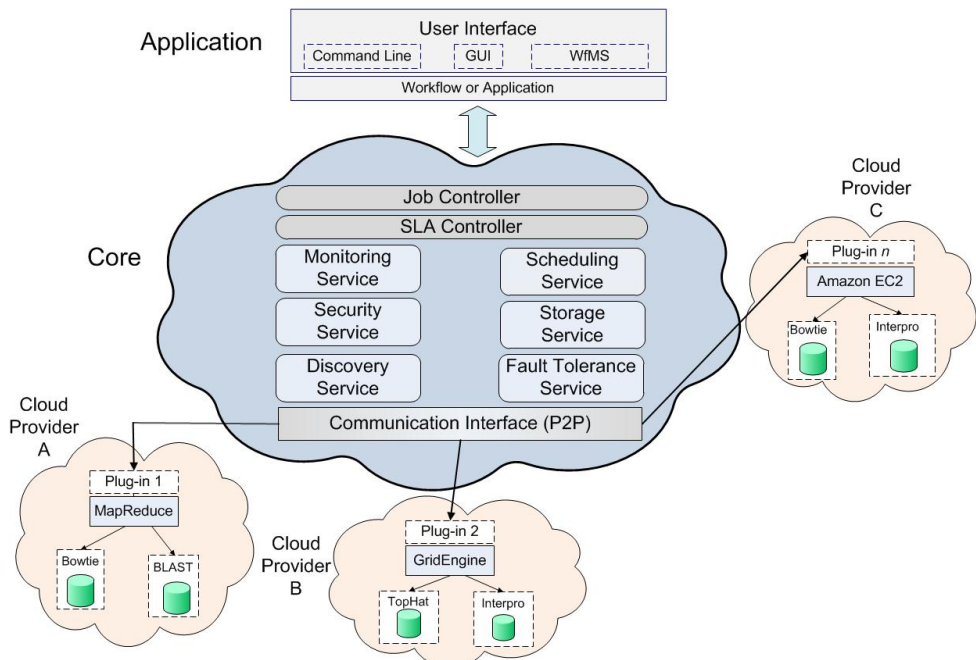 Application
User Interface
Command Line GUI WfMS
Workflow or Application
Core
Job Controller
SLA Controller
Monitoring
Service
Scheduling
Service
Security
Service
Storage
Service
Discovery
Service
Fault Tolerance
Service
Communication Interface (P2P)
Cloud
Provider
C
Plug-in n
Amazon EC2
Bowtie
Interpro
Cloud
Provider
A
Plug-in 1
MapReduce
Bowtie
BLAST
Cloud
Provider
B
Plug-in 2
GridEngine
TopHat
Interpro